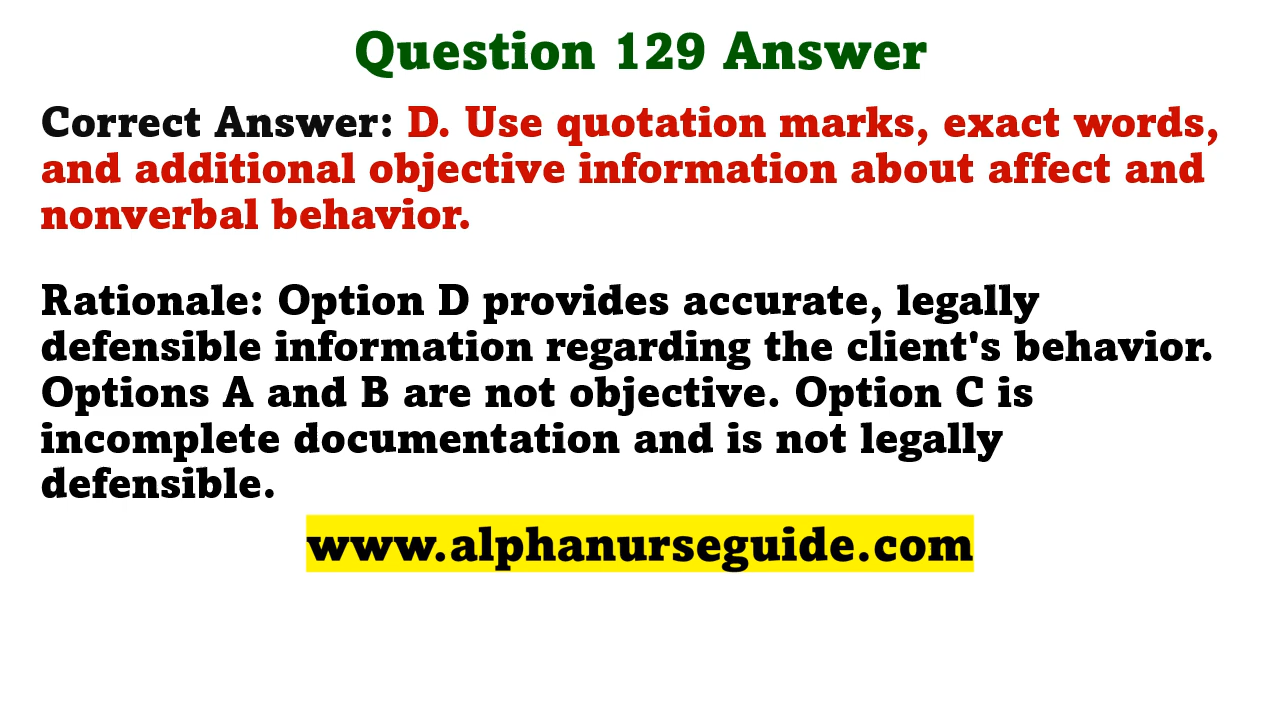 Question 129 Answer
Correct Answer: D. Use quotation marks, exact words,
and additional objective information about affect and
nonverbal behavior.
Rationale: Option D provides accurate, legally
defensible information regarding the client's behavior.
Options A and B are not objective. Option C is
incomplete documentation and is not legally
defensible.
www.alphanurseguide.com